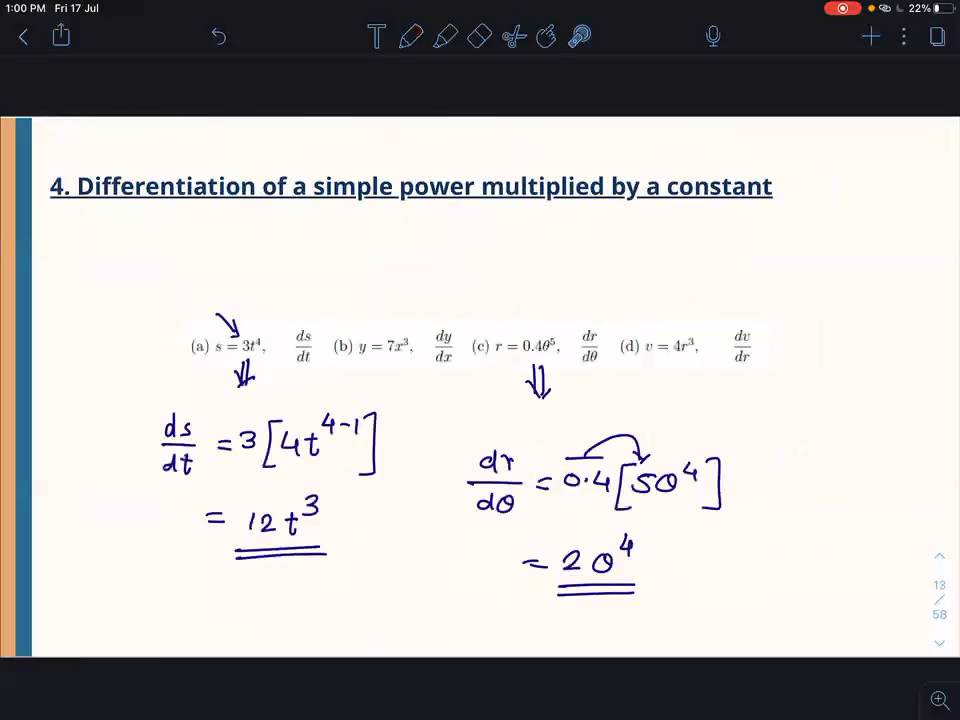 1:00 PM Fri 17 Jul 22%
T
4. Differentiation of a simple power multiplied by a constant
(a) s = 3t⁴, ds/dt (b) y = 7x³, dy/dx (c) r = 0.4θ⁵, dr/dθ (d) v = 4r³, dv/dr
ds/dt = 3[4t⁴⁻¹]
= 12t³
dr/dθ = 0.4[5θ⁴]
= 2θ⁴
13
/
58